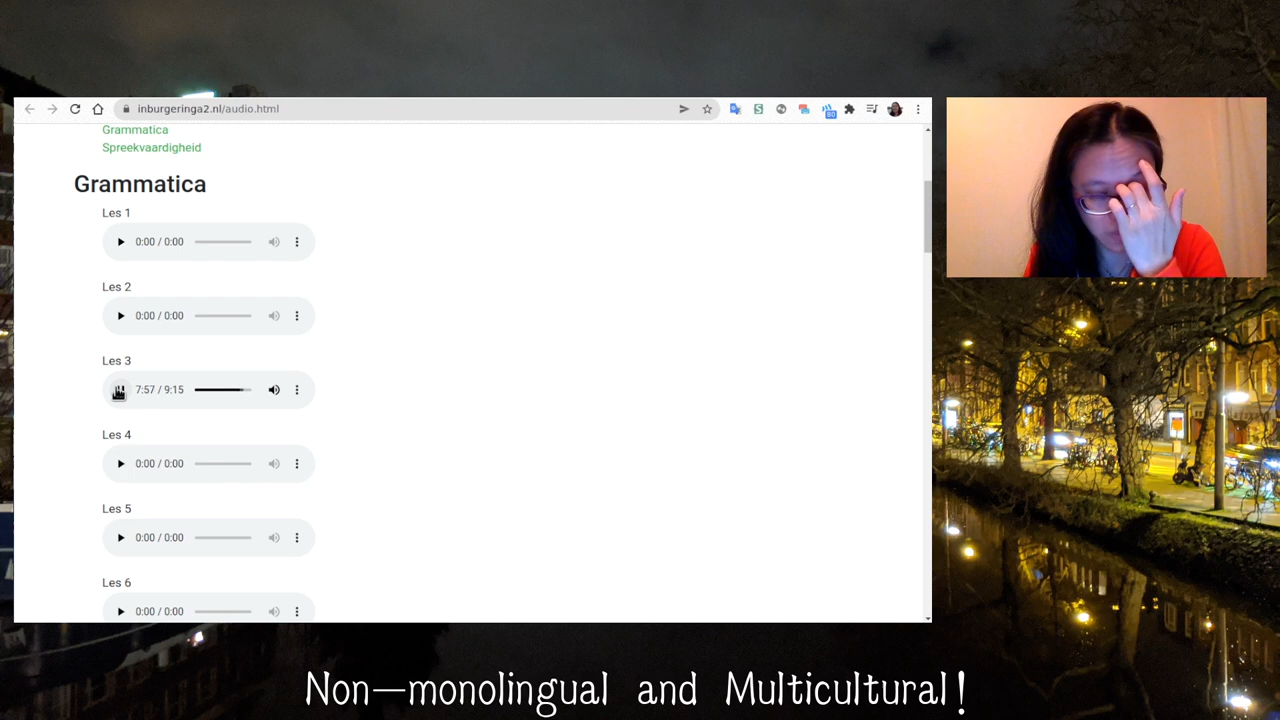 inburgeringa2.nl/audio.html
80
Grammatica
Spreekvaardigheid
Grammatica
Les 1
0:00 / 0:00
Les 2
0:00 / 0:00
Les 3
7:57 / 9:15
Les 4
0:00 / 0:00
Les 5
0:00 / 0:00
Les 6
0:00 / 0:00
Non—monolingual and Multicultural!